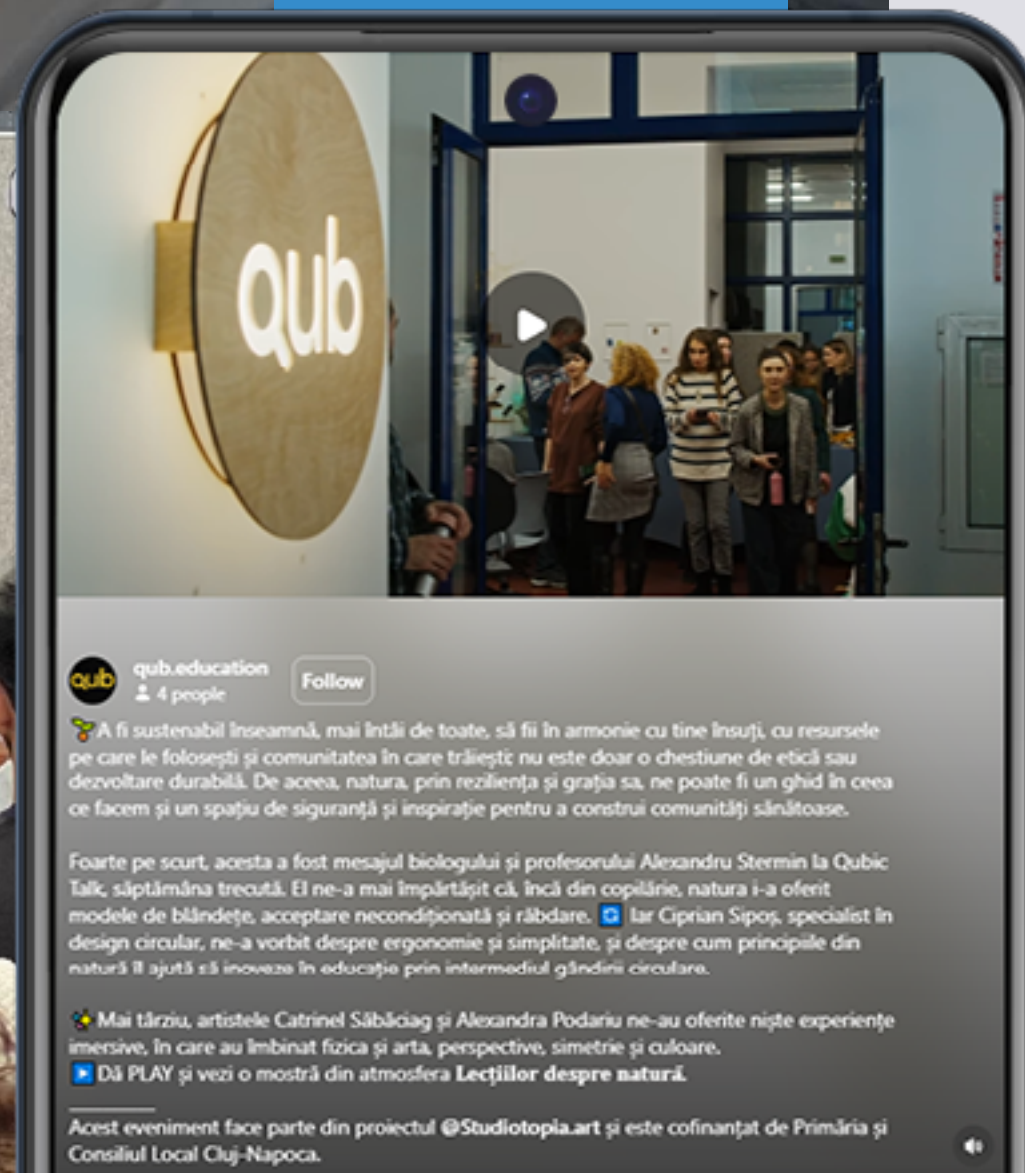 qub
qub
qub.education
4 people
Follow
A fi sustenabil înseamnă, mai întâi de toate, să fii în armonie cu tine însuți, cu resursele
pe care le folosești și comunitatea în care trăiești; nu este doar o chestiune de etică sau
dezvoltare durabilă. De aceea, natura, prin reziliența și grația sa, ne poate fi un ghid în ceea
ce facem și un spațiu de siguranță și inspirație pentru a construi comunități sănătoase.
Foarte pe scurt, acesta a fost mesajul biologului și profesorului Alexandru Stermin la Qubic
Talk, săptămâna trecută. El ne-a mai împărtășit că, încă din copilărie, natura i-a oferit
modele de blândețe, acceptare necondiționată și răbdare. Iar Ciprian Sipoș, specialist în
design circular, ne-a vorbit despre ergonomie și simplitate, și despre cum principiile din
natură îl ajută să inoveze în educație prin intermediul gândirii circulare.
Mai târziu, artistele Catrinel Săbăciag și Alexandra Podariu ne-au oferite niște experiențe
imersive, în care au îmbinat fizica și arta, perspective, simetrie și culoare.
Dă PLAY și vezi o mostră din atmosfera Lecțiilor despre natură.
Acest eveniment face parte din proiectul @Studiotopia.art și este cofinanțat de Primăria și
Consiliul Local Cluj-Napoca.